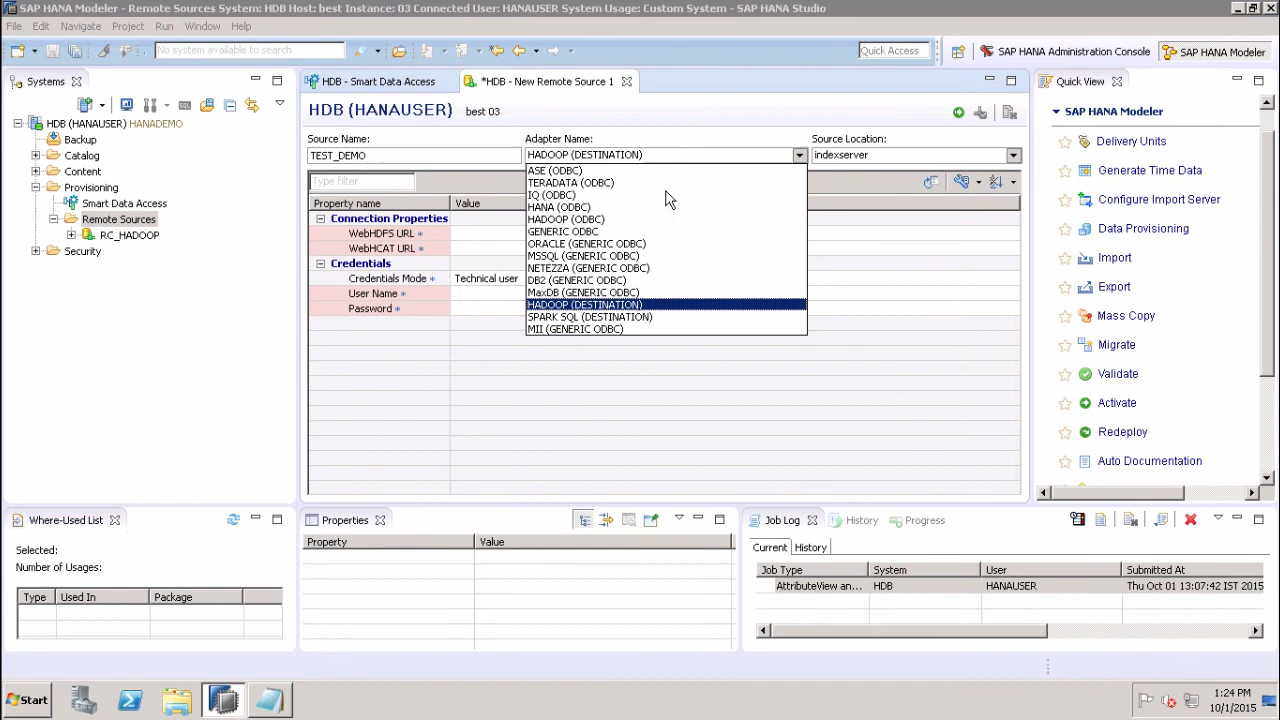 SAP HANA Modeler - Remote Sources System: HDB Host: best Instance: 03 Connected User: HANAUSER System Usage: Custom System - SAP HANA Studio
File Edit Navigate Project Run Window Help
No system available to search
Quick Access
SAP HANA Administration Console
SAP HANA Modeler
Systems
HDB (HANAUSER) HANADEMO
Backup
Catalog
Content
Provisioning
Smart Data Access
Remote Sources
RC_HADOOP
Security
HDB - Smart Data Access
*HDB - New Remote Source 1
HDB (HANAUSER) best 03
Source Name:
Adapter Name:
Source Location:
TEST_DEMO
HADOOP (DESTINATION)
indexserver
Type filter
ASE (ODBC)
TERADATA (ODBC)
IQ (ODBC)
HANA (ODBC)
HADOOP (ODBC)
GENERIC ODBC
ORACLE (GENERIC ODBC)
MSSQL (GENERIC ODBC)
NETEZZA (GENERIC ODBC)
DB2 (GENERIC ODBC)
MaxDB (GENERIC ODBC)
HADOOP (DESTINATION)
SPARK SQL (DESTINATION)
MII (GENERIC ODBC)
Property name Value
Connection Properties
WebHDFS URL *
WebHCAT URL *
Credentials
Credentials Mode * Technical user
User Name *
Password *
Quick View
SAP HANA Modeler
Delivery Units
Generate Time Data
Configure Import Server
Data Provisioning
Import
Export
Mass Copy
Migrate
Validate
Activate
Redeploy
Auto Documentation
Where-Used List
Selected:
Number of Usages:
Type Used In Package
Properties
Property Value
Job Log History Progress
Current History
Job Type System User Submitted At
AttributeView an... HDB HANAUSER Thu Oct 01 13:07:42 IST 2015
Start
SQL
1:24 PM
10/1/2015